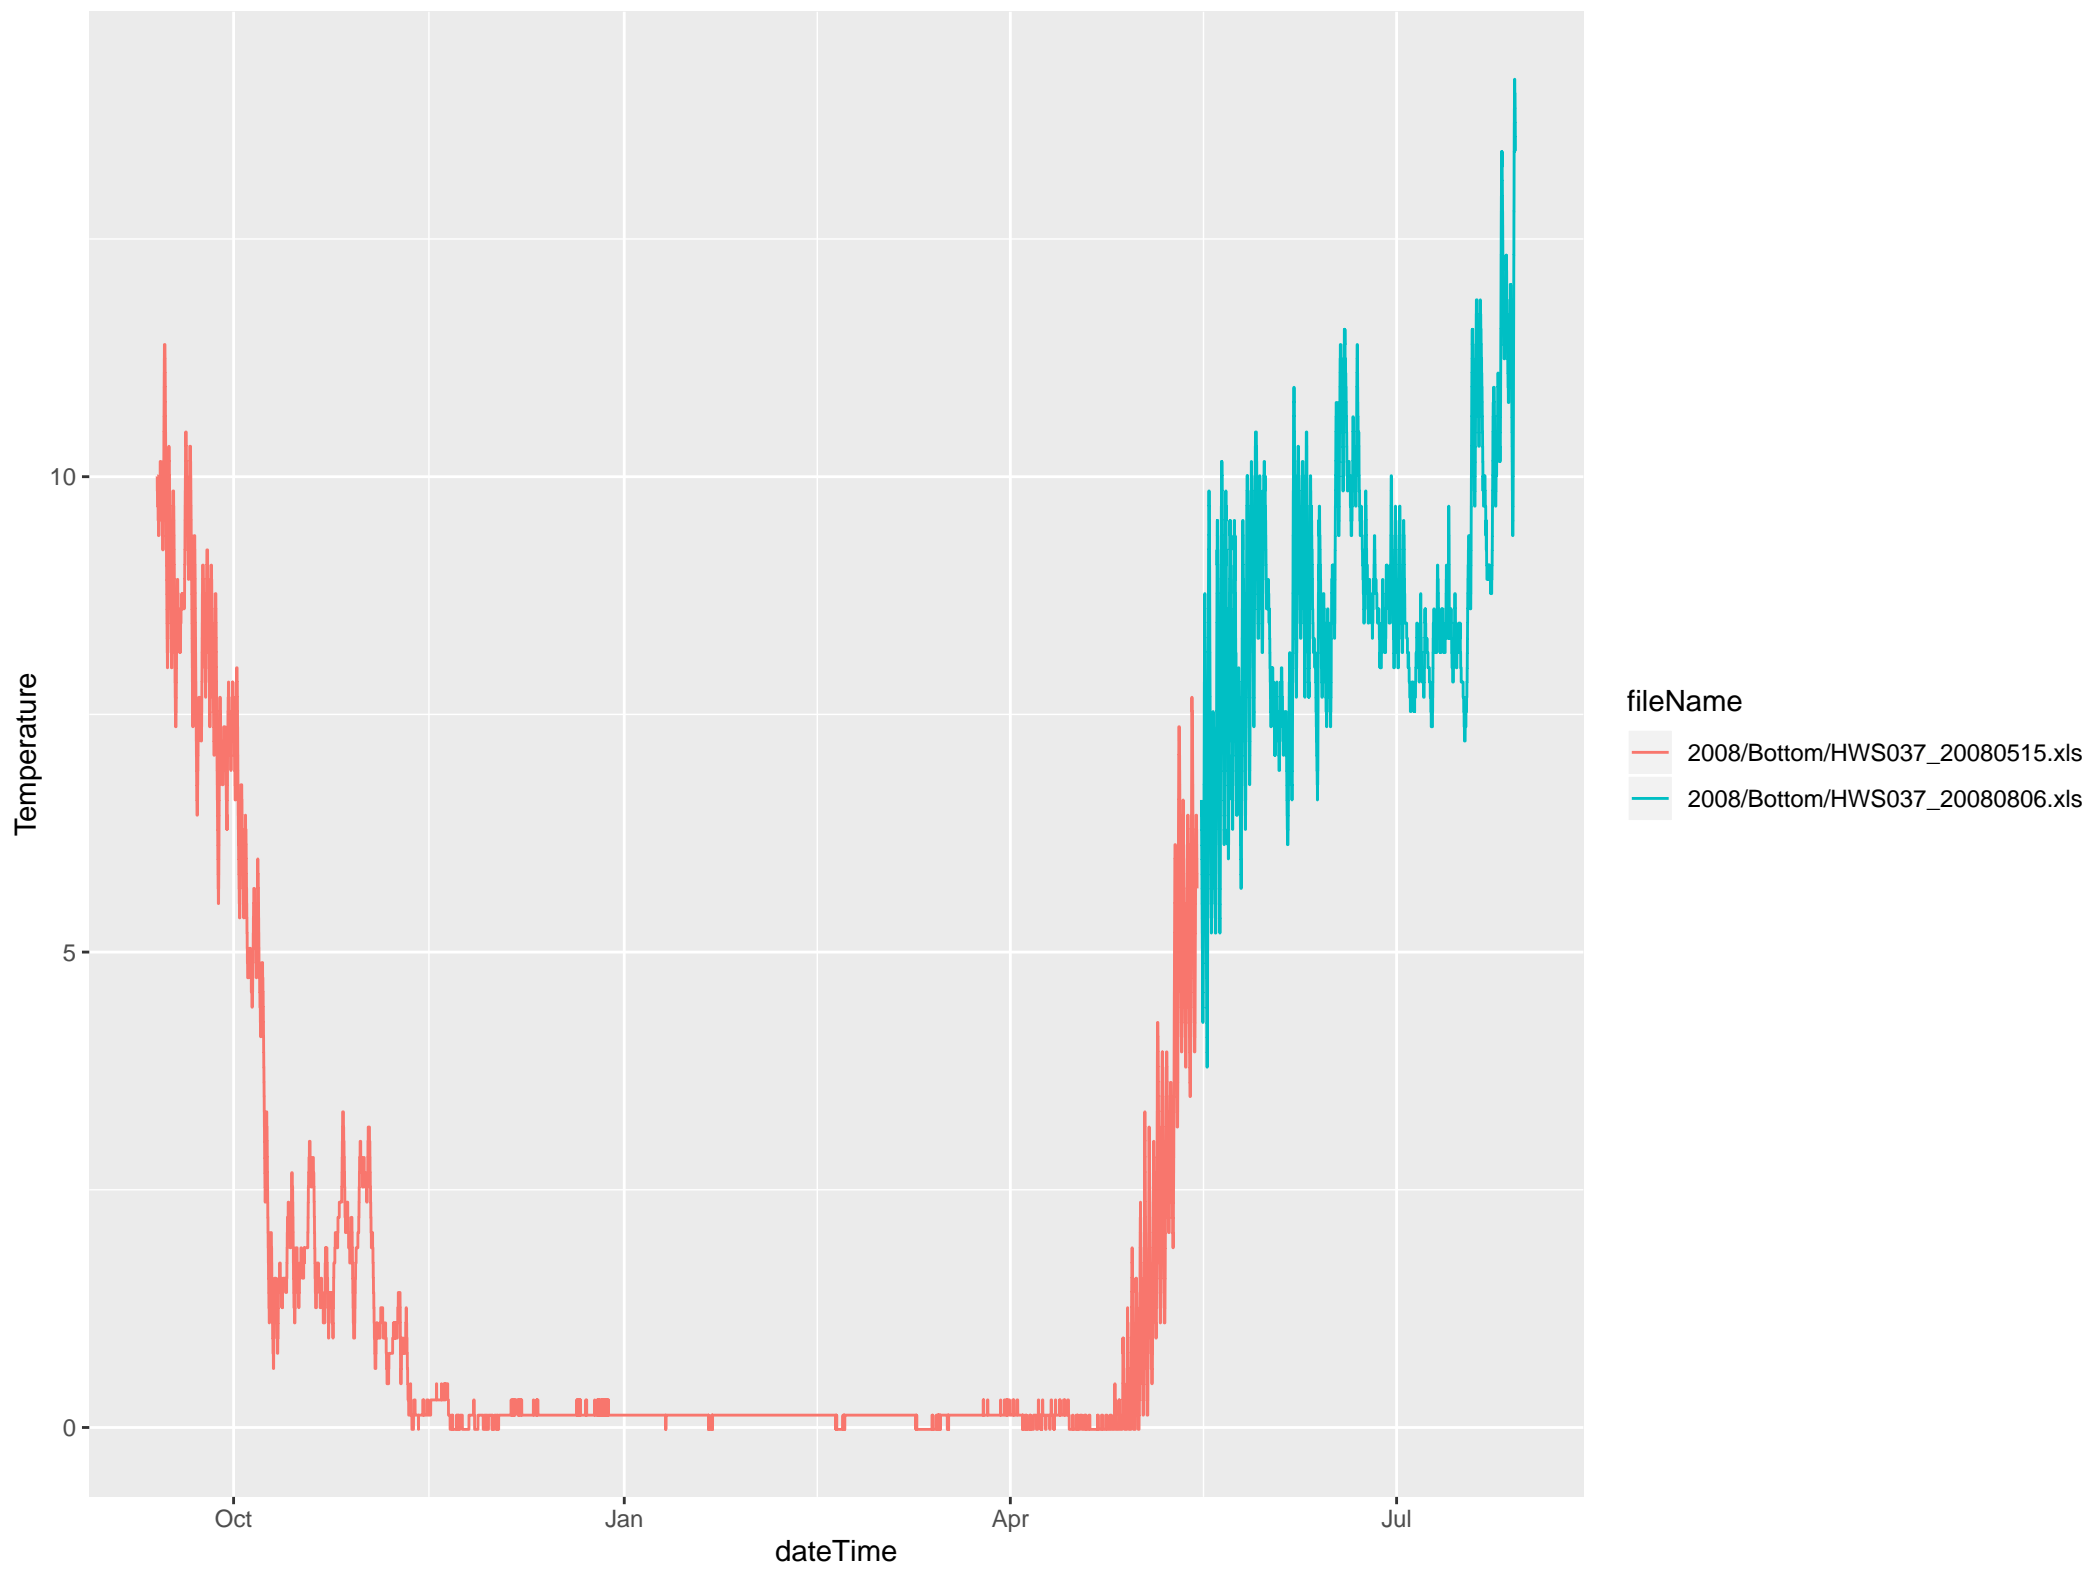 Temperature
10
5
0
Oct
Jan
Apr
Jul
dateTime
fileName
2008/Bottom/HWS037_20080515.xls
2008/Bottom/HWS037_20080806.xls